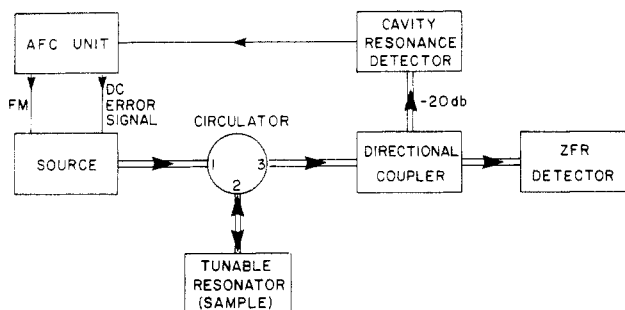 AFC UNIT
CAVITY
RESONANCE
DETECTOR
FM
DC
ERROR
SIGNAL
-20db
CIRCULATOR
SOURCE
1
3
2
DIRECTIONAL
COUPLER
ZFR
DETECTOR
TUNABLE
RESONATOR
(SAMPLE)